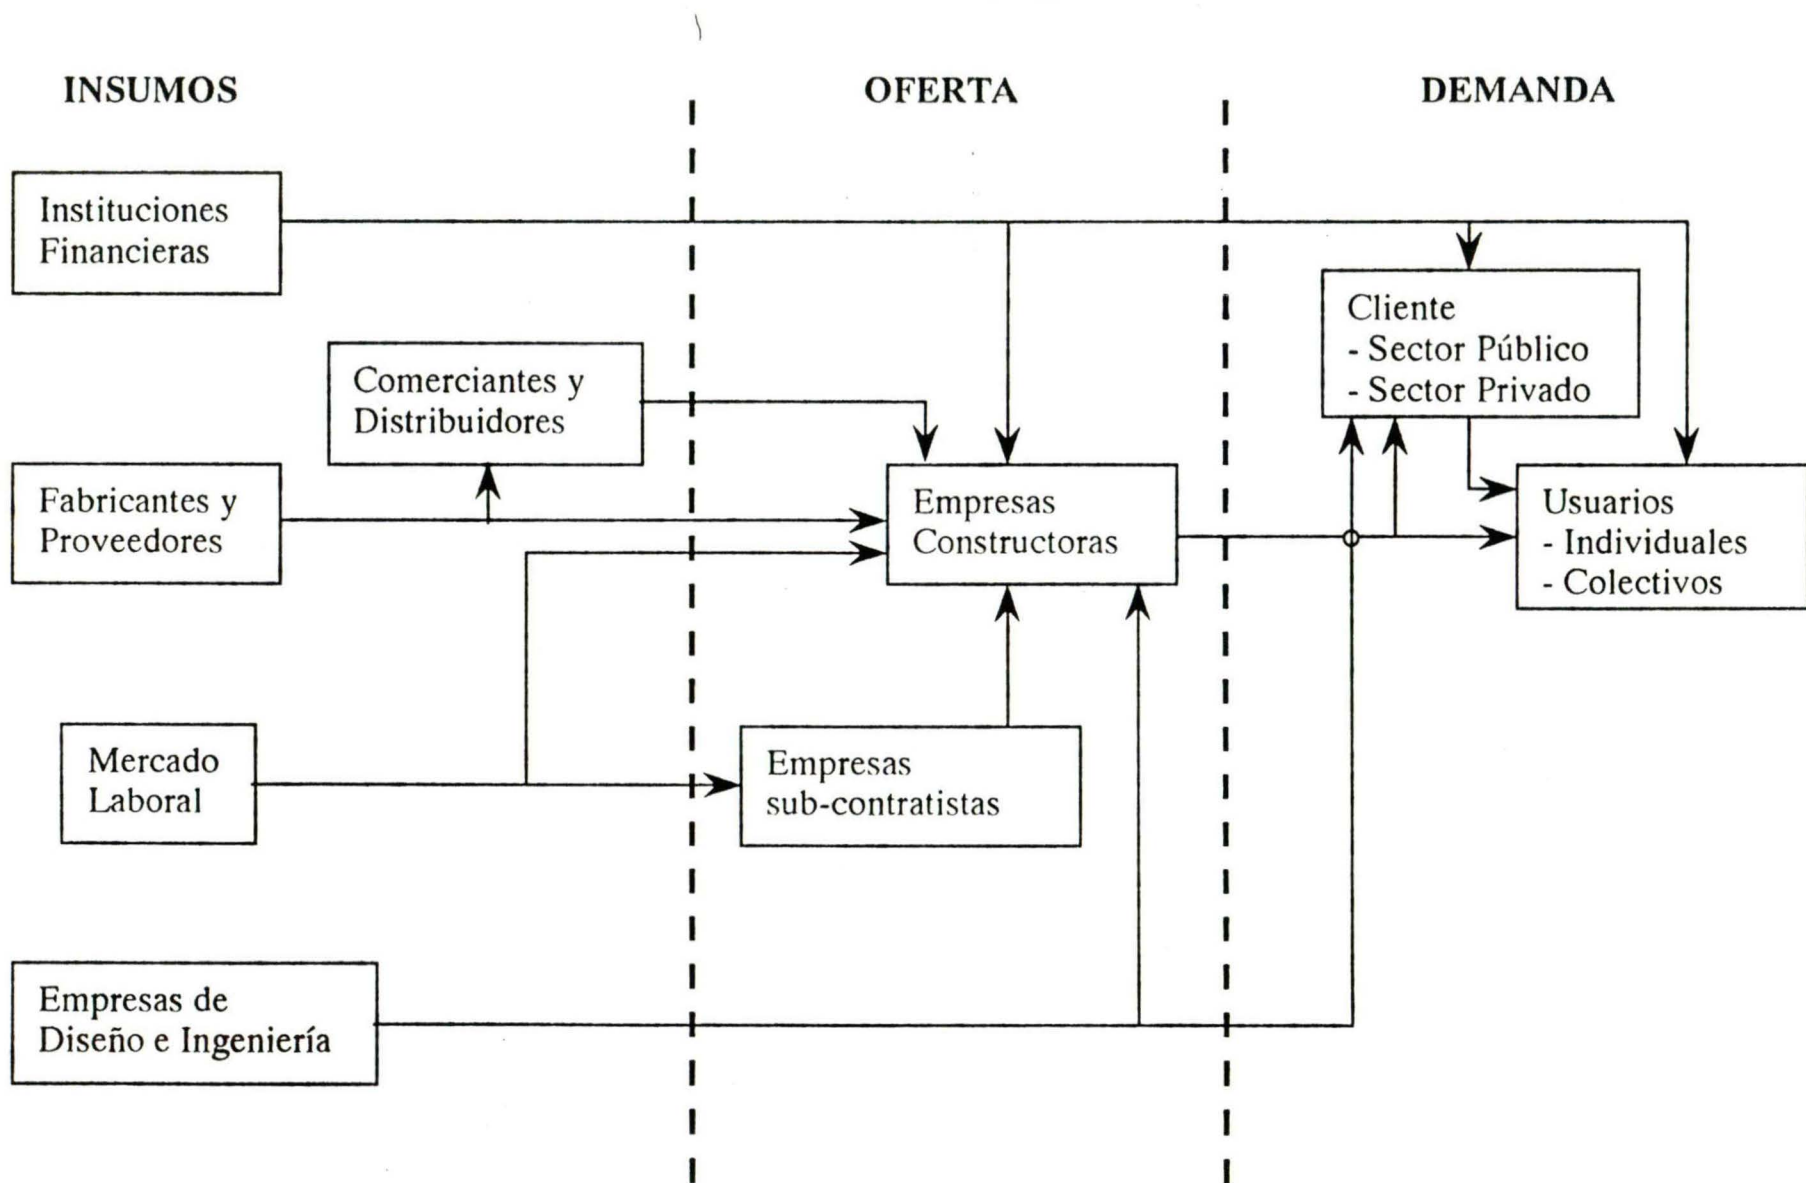 INSUMOS
OFERTA
DEMANDA
Instituciones
Financieras
Cliente
- Sector Público
- Sector Privado
Comerciantes y
Distribuidores
Fabricantes y
Proveedores
Empresas
Constructoras
Usuarios
- Individuales
- Colectivos
Mercado
Laboral
Empresas
sub-contratistas
Empresas de
Diseño e Ingeniería